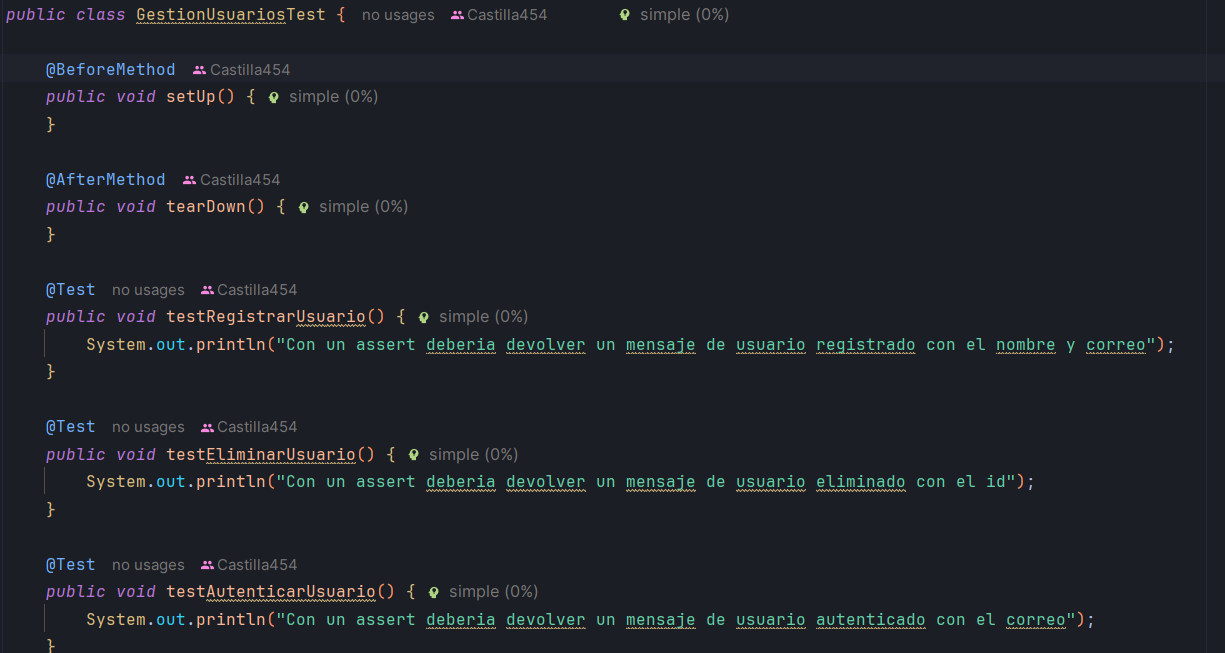 public class GestionUsuariosTest { no usages Castilla454 simple (0%)
@BeforeMethod Castilla454
public void setUp() { simple (0%)
}
@AfterMethod Castilla454
public void tearDown() { simple (0%)
}
@Test no usages Castilla454
public void testRegistrarUsuario() { simple (0%)
System.out.println("Con un assert deberia devolver un mensaje de usuario registrado con el nombre y correo");
}
@Test no usages Castilla454
public void testEliminarUsuario() { simple (0%)
System.out.println("Con un assert deberia devolver un mensaje de usuario eliminado con el id");
}
@Test no usages Castilla454
public void testAutenticarUsuario() { simple (0%)
System.out.println("Con un assert deberia devolver un mensaje de usuario autenticado con el correo");
}